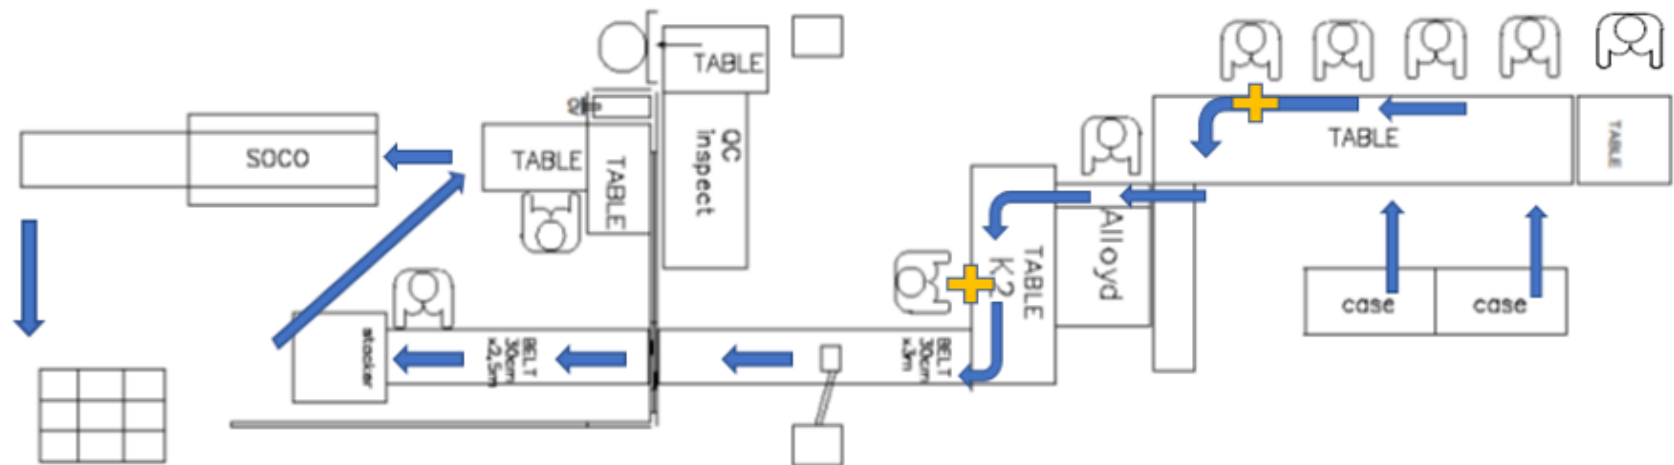 TABLE
TABLE
TABLE
QC
inspect
SOCO
TABLE
TABLE
Alloyd
TABLE
K2
case
case
stacker
BELT
30cm
x2,5m
BELT
30cm
x3m